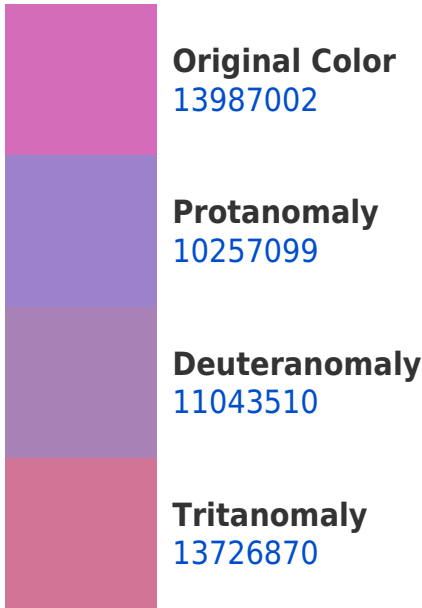 Original Color
13987002
Protanomaly
10257099
Deuteranomaly
11043510
Tritanomaly
13726870